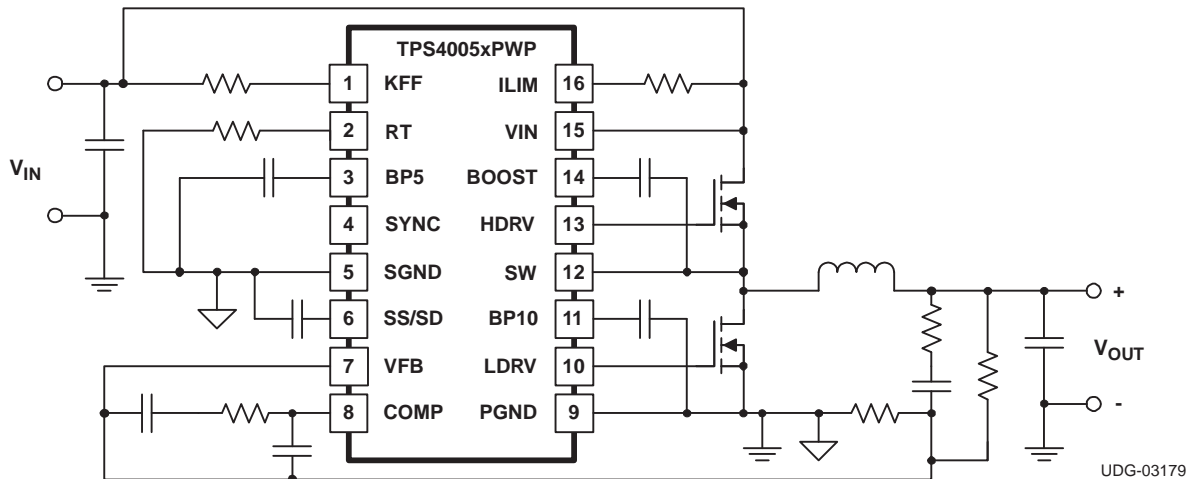 TPS4005xPWP
1 KFF ILIM 16
2 RT VIN 15
3 BP5 BOOST 14
4 SYNC HDRV 13
5 SGND SW 12
6 SS/SD BP10 11
7 VFB LDRV 10
8 COMP PGND 9
VIN
+
VOUT
-
UDG-03179